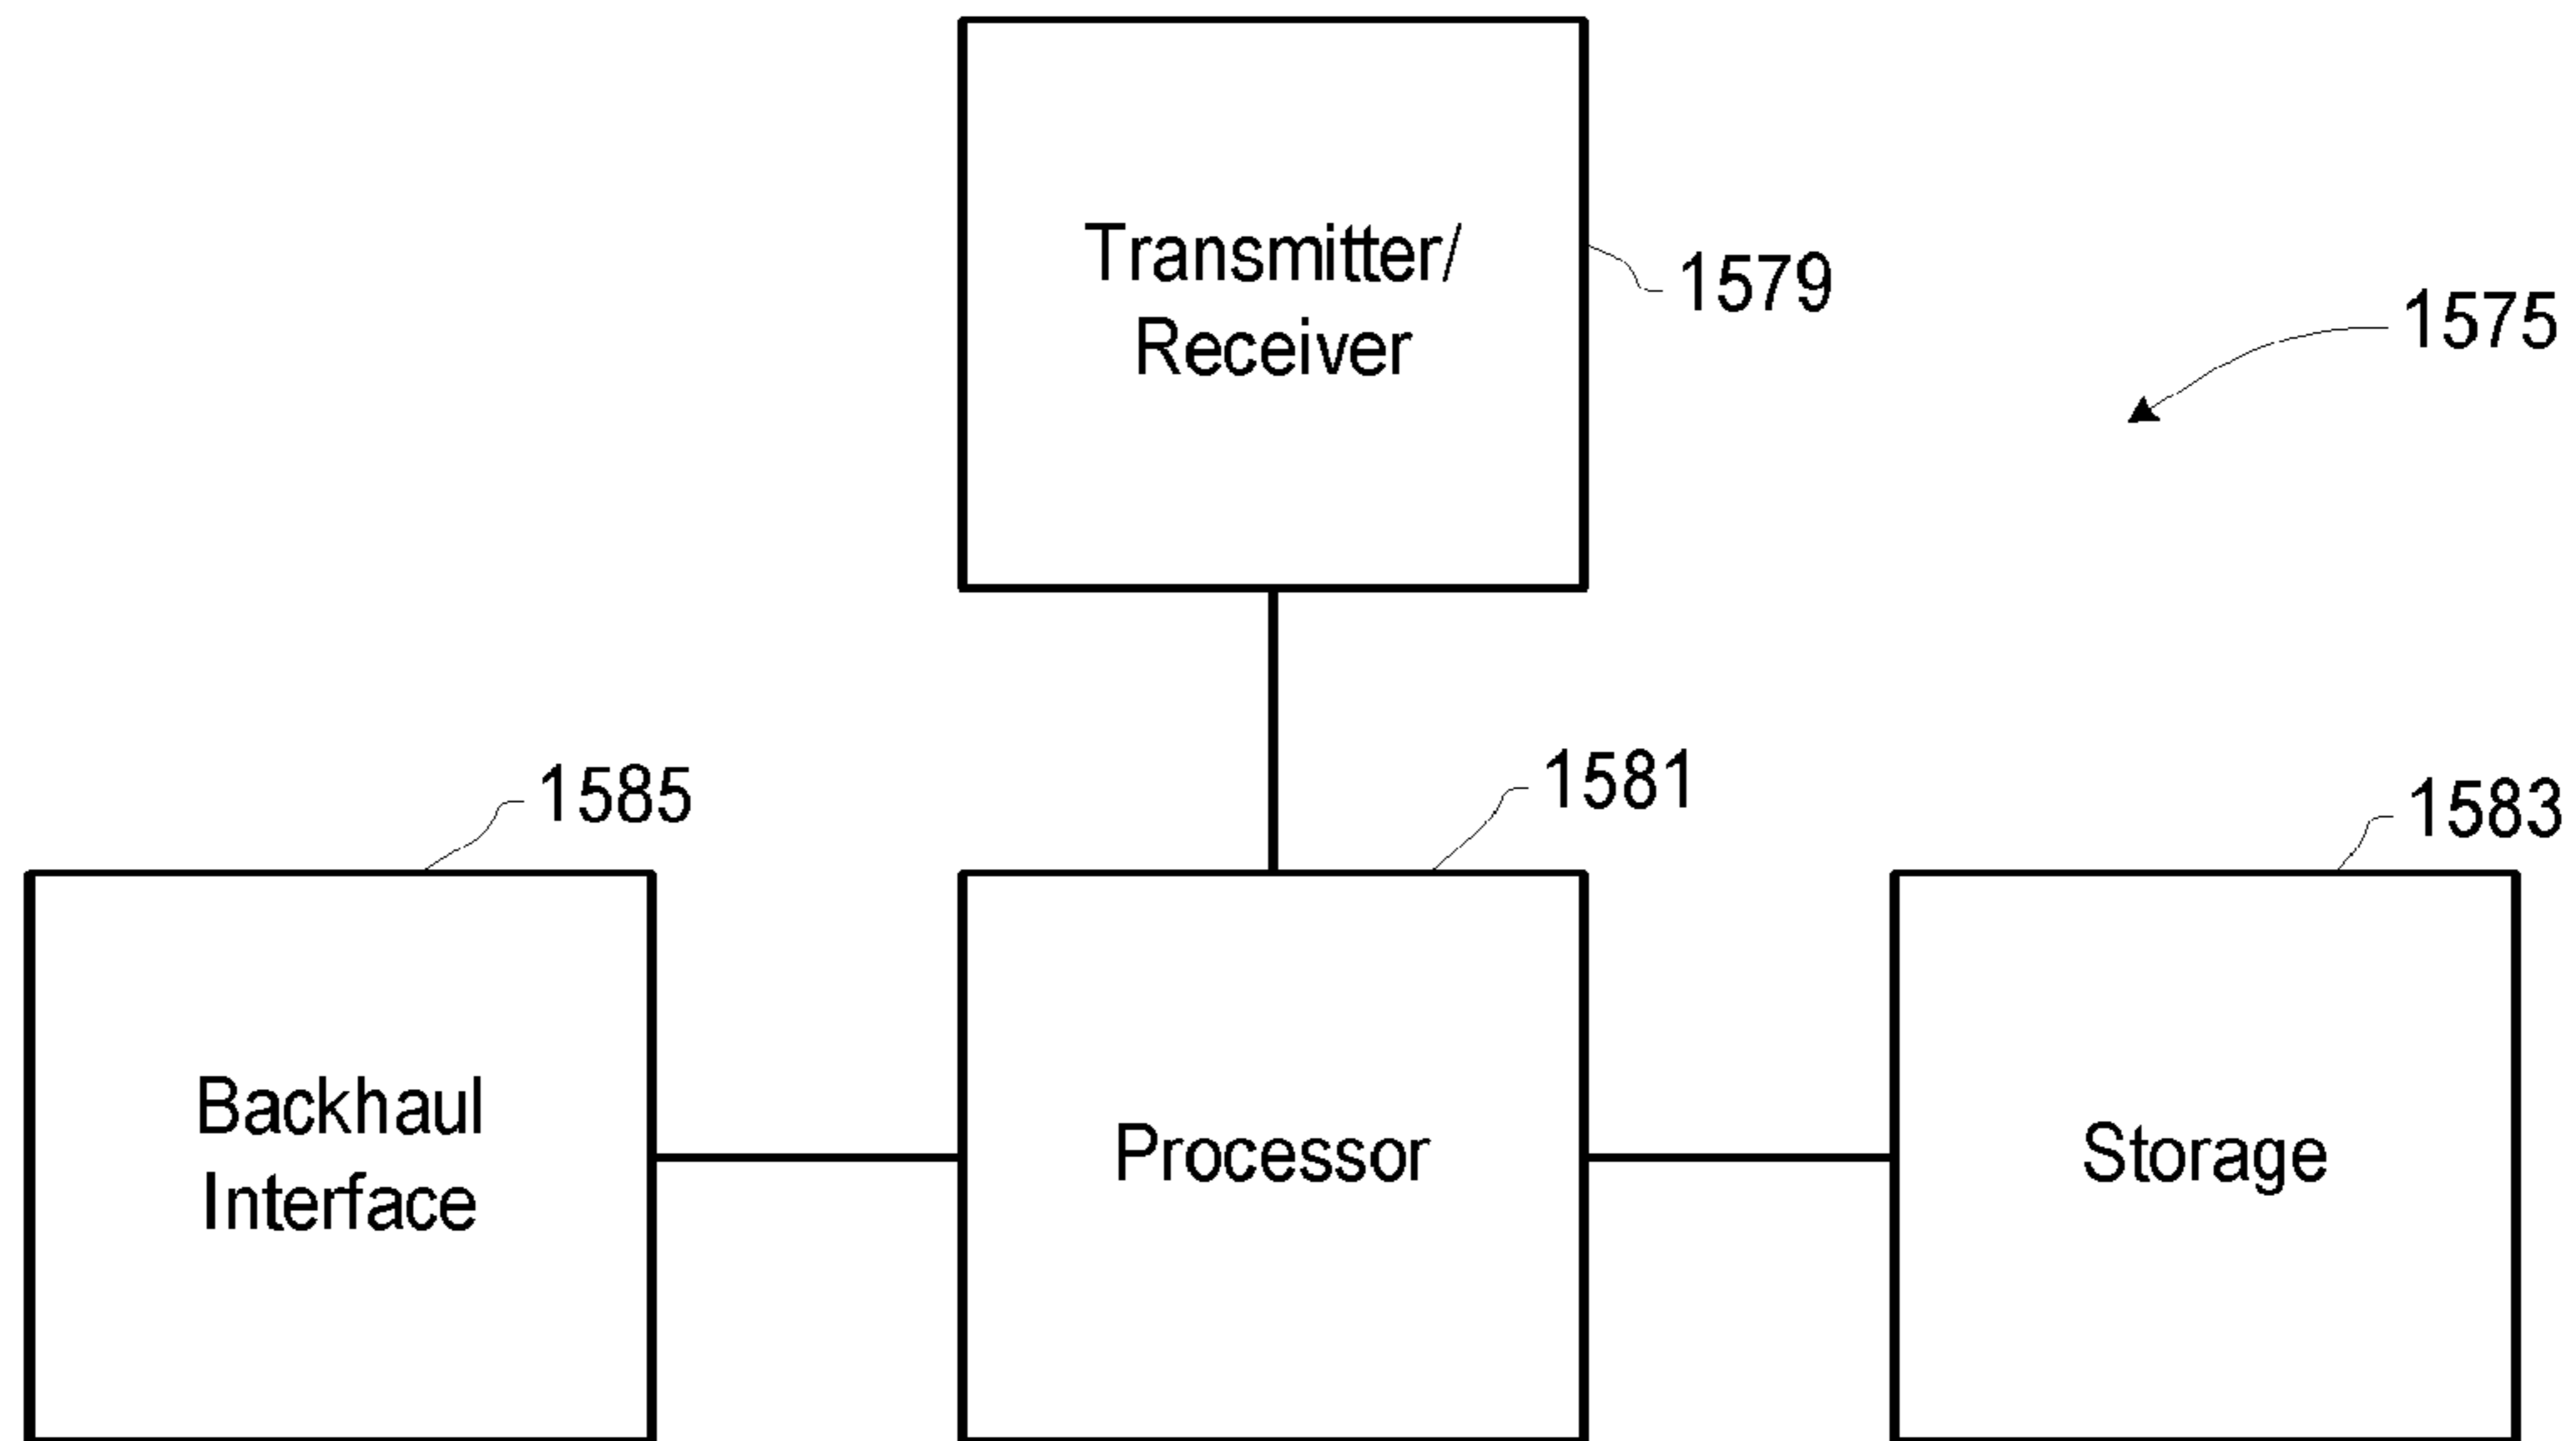 Transmitter/
Receiver
1579
1575
1585
1581
1583
Backhaul
Interface
Processor
Storage